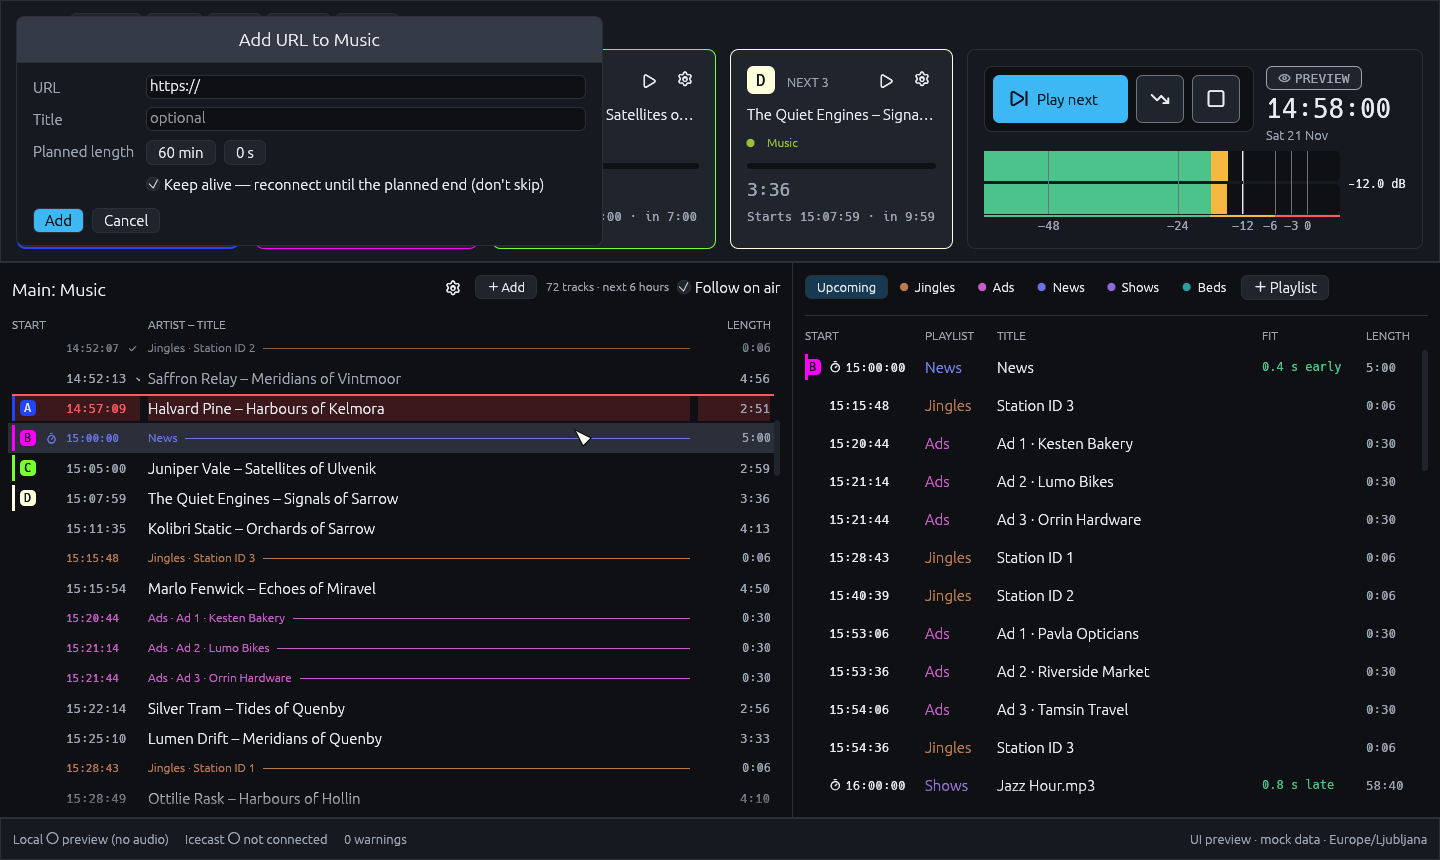 Add URL to Music
URL https://
Title optional
Planned length 60 min 0 s
Keep alive — reconnect until the planned end (don't skip)
Add Cancel
Satellites o…
:00 · in 7:00
D NEXT 3
The Quiet Engines – Signa…
Music
3:36
Starts 15:07:59 · in 9:59
Play next
PREVIEW
14:58:00
Sat 21 Nov
-12.0 dB
-48 -24 -12 -6 -3 0
Main: Music
+ Add 72 tracks · next 6 hours Follow on air
START ARTIST – TITLE LENGTH
14:52:07 Jingles · Station ID 2 0:06
14:52:13 Saffron Relay – Meridians of Vintmoor 4:56
A 14:57:09 Halvard Pine – Harbours of Kelmora 2:51
B 15:00:00 News 5:00
C 15:05:00 Juniper Vale – Satellites of Ulvenik 2:59
D 15:07:59 The Quiet Engines – Signals of Sarrow 3:36
15:11:35 Kolibri Static – Orchards of Sarrow 4:13
15:15:48 Jingles · Station ID 3 0:06
15:15:54 Marlo Fenwick – Echoes of Miravel 4:50
15:20:44 Ads · Ad 1 · Kesten Bakery 0:30
15:21:14 Ads · Ad 2 · Lumo Bikes 0:30
15:21:44 Ads · Ad 3 · Orrin Hardware 0:30
15:22:14 Silver Tram – Tides of Quenby 2:56
15:25:10 Lumen Drift – Meridians of Quenby 3:33
15:28:43 Jingles · Station ID 1 0:06
15:28:49 Ottilie Rask – Harbours of Hollin 4:10
Upcoming Jingles Ads News Shows Beds + Playlist
START PLAYLIST TITLE FIT LENGTH
B 15:00:00 News News 0.4 s early 5:00
15:15:48 Jingles Station ID 3 0:06
15:20:44 Ads Ad 1 · Kesten Bakery 0:30
15:21:14 Ads Ad 2 · Lumo Bikes 0:30
15:21:44 Ads Ad 3 · Orrin Hardware 0:30
15:28:43 Jingles Station ID 1 0:06
15:40:39 Jingles Station ID 2 0:06
15:53:06 Ads Ad 1 · Pavla Opticians 0:30
15:53:36 Ads Ad 2 · Riverside Market 0:30
15:54:06 Ads Ad 3 · Tamsin Travel 0:30
15:54:36 Jingles Station ID 3 0:06
16:00:00 Shows Jazz Hour.mp3 0.8 s late 58:40
Local preview (no audio) Icecast not connected 0 warnings
UI preview · mock data · Europe/Ljubljana